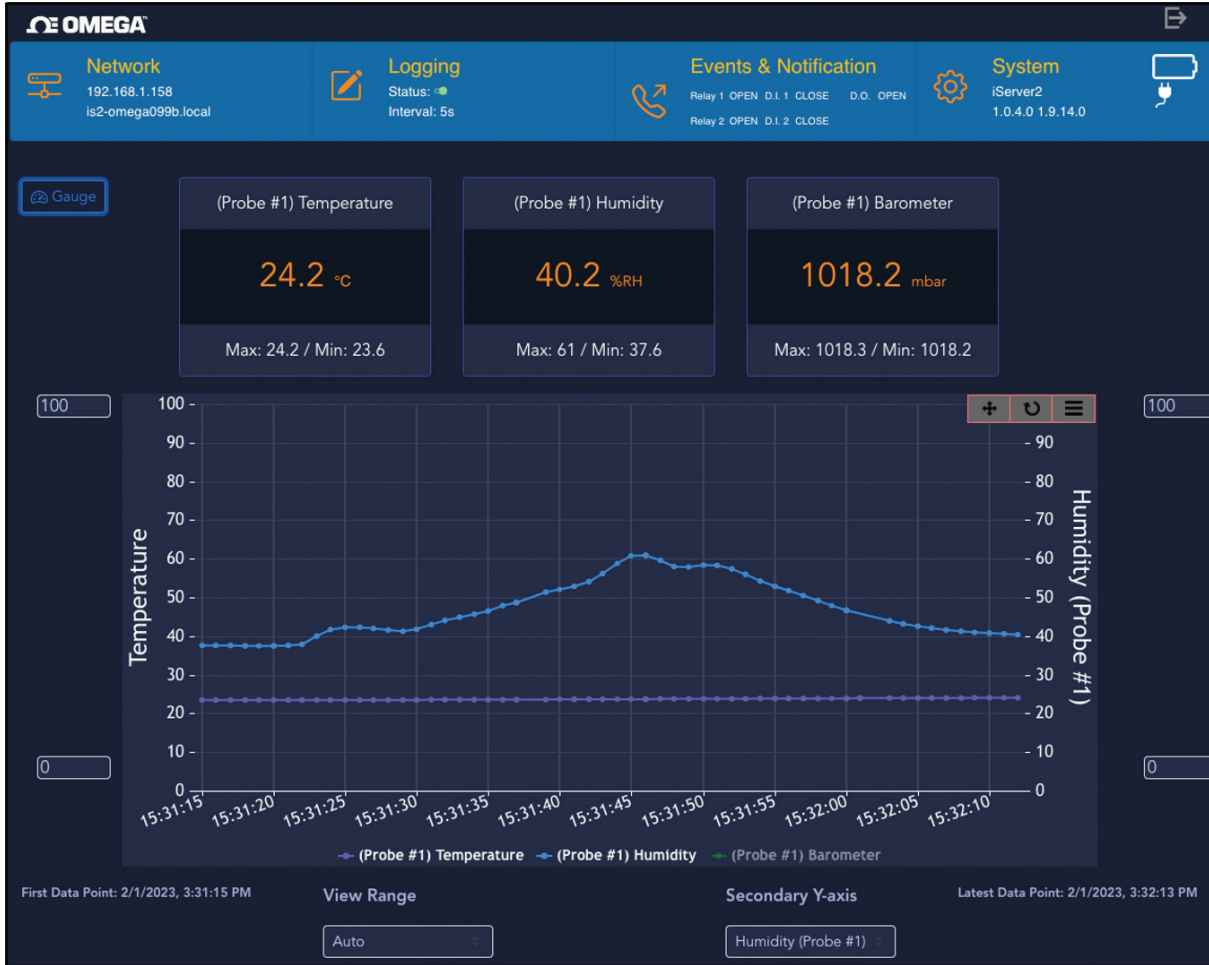 OMEGA™
Network
192.168.1.158
is2-omega099b.local
Logging
Status:
Interval: 5s
Events & Notification
Relay 1 OPEN D.I. 1 CLOSE D.O. OPEN
Relay 2 OPEN D.I. 2 CLOSE
System
iServer2
1.0.4.0 1.9.14.0
Gauge
(Probe #1) Temperature
24.2 °C
Max: 24.2 / Min: 23.6
(Probe #1) Humidity
40.2 %RH
Max: 61 / Min: 37.6
(Probe #1) Barometer
1018.2 mbar
Max: 1018.3 / Min: 1018.2
100
0
Temperature
100
90
80
70
60
50
40
30
20
10
0
90
80
70
60
50
40
30
20
10
0
Humidity (Probe #1)
100
0
15:31:15 15:31:20 15:31:25 15:31:30 15:31:35 15:31:40 15:31:45 15:31:50 15:31:55 15:32:00 15:32:05 15:32:10
(Probe #1) Temperature (Probe #1) Humidity (Probe #1) Barometer
First Data Point: 2/1/2023, 3:31:15 PM
View Range
Auto
Secondary Y-axis
Humidity (Probe #1)
Latest Data Point: 2/1/2023, 3:32:13 PM